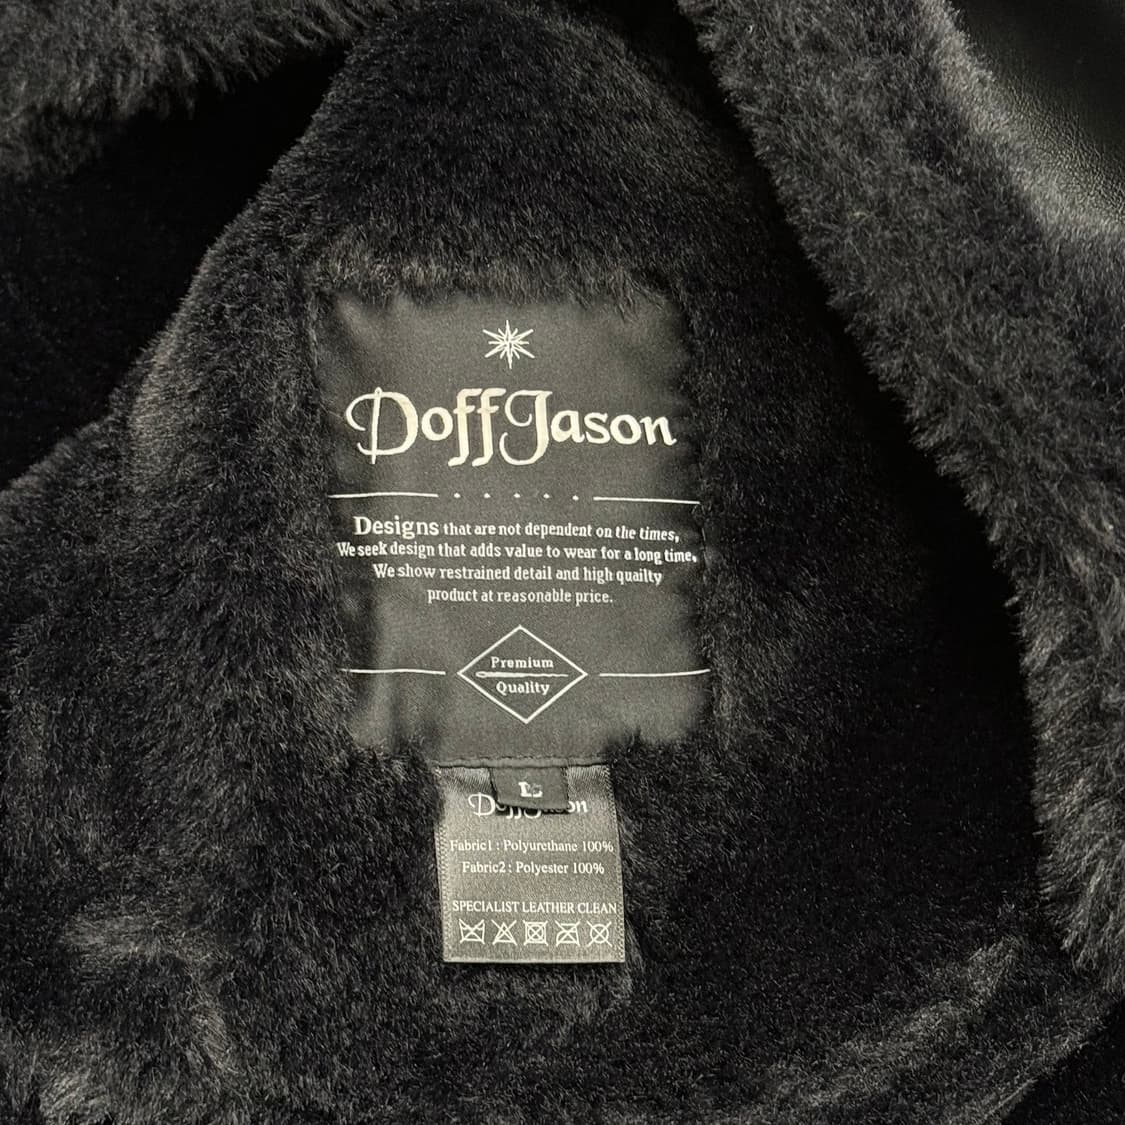 Doff Jason
Designs that are not dependent on the times,
We seek design that adds value to wear for a long time.
We show restrained detail and high quailty
product at reasonable price.
Premium
Quality
Fabric1 : Polyurethane 100%
Fabric2 : Polyester 100%
SPECIALIST LEATHER CLEAN